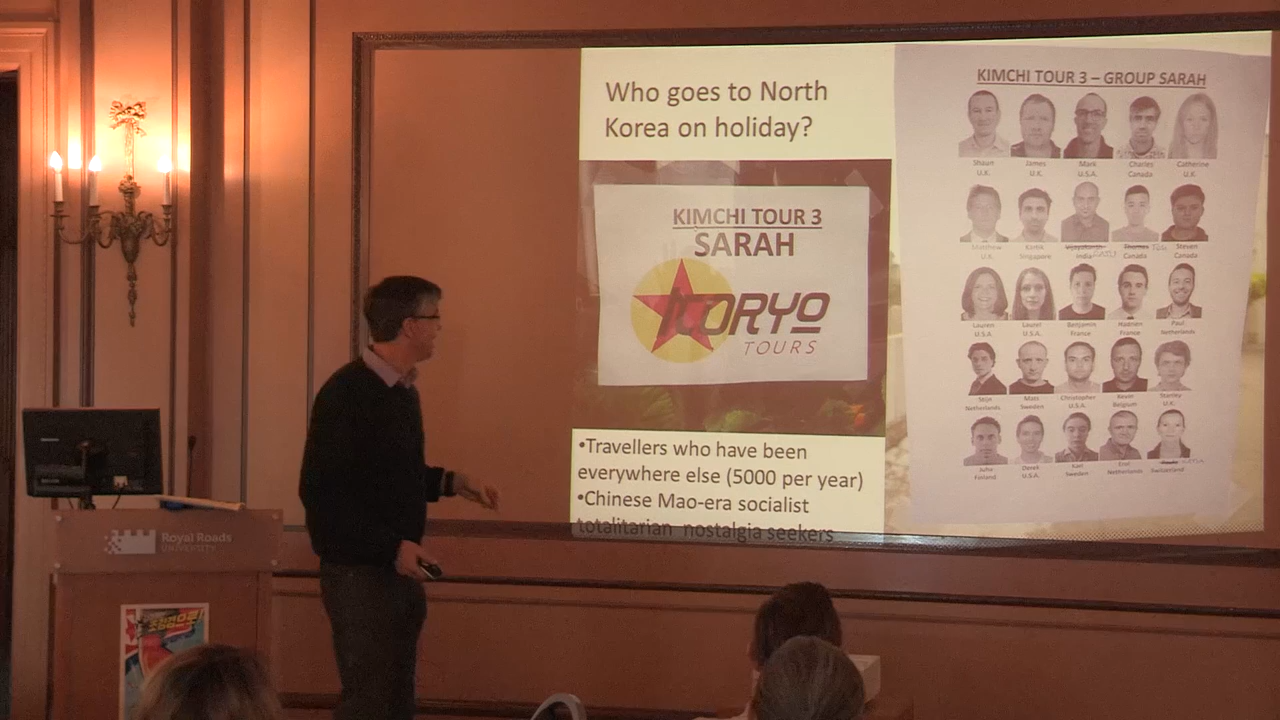 Who goes to North
Korea on holiday?
KIMCHI TOUR 3
SARAH
KORYO
TOURS
•Travellers who have been
everywhere else (5000 per year)
•Chinese Mao-era socialist
totalitarian nostalgia seekers
KIMCHI TOUR 3 – GROUP SARAH
Shaun James Mark Charles Catherine
U.K. U.K. U.S.A. Canada U.K.
Matthew Kartik Steven
U.K. Singapore India Canada Canada
Lauren Laurel Benjamin Hadrien Paul
U.S.A. U.S.A. France France Netherlands
Mats Christopher Kevin Stanley
Netherlands Sweden U.S.A. Belgium U.K.
Juha Derek Karl Netherlands Switzerland
Finland U.S.A. Sweden
Royal Roads
UNIVERSITY